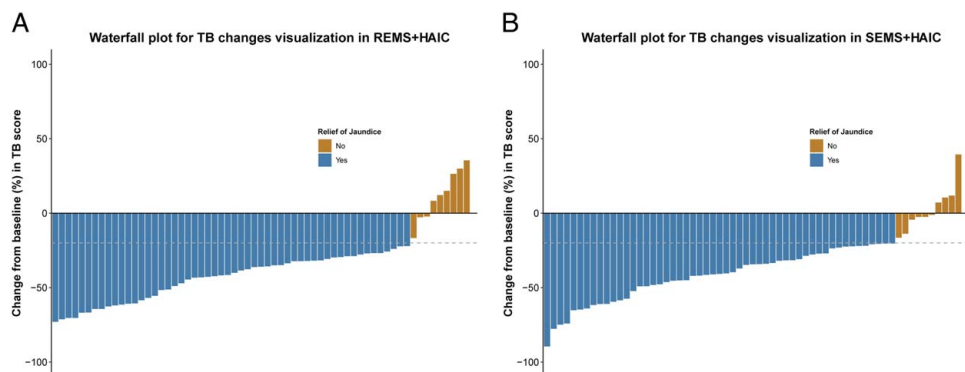 A
Waterfall plot for TB changes visualization in REMS+HAIC
Change from baseline (%) in TB score
100
50
0
−50
−100
Relief of Jaundice
No
Yes
B
Waterfall plot for TB changes visualization in SEMS+HAIC
Change from baseline (%) in TB score
100
50
0
−50
−100
Relief of Jaundice
No
Yes